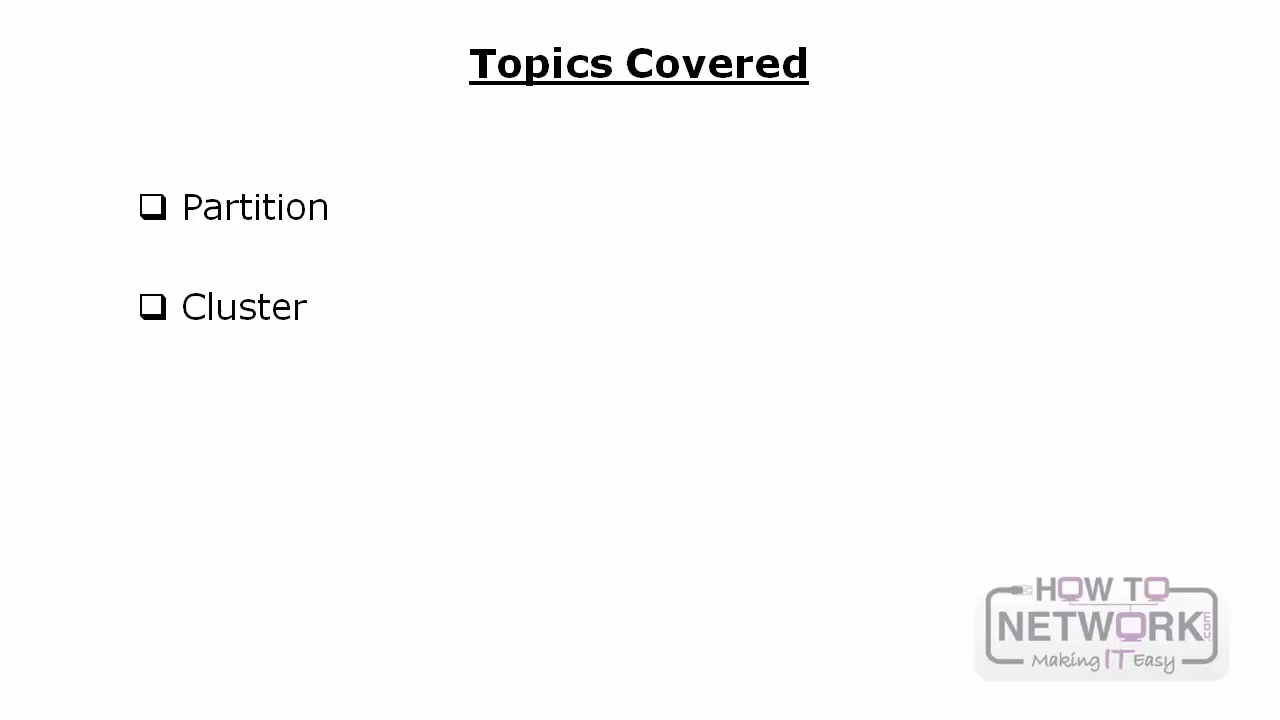 Topics Covered
Partition
Cluster
HOW TO
NETWORK.com
Making IT Easy